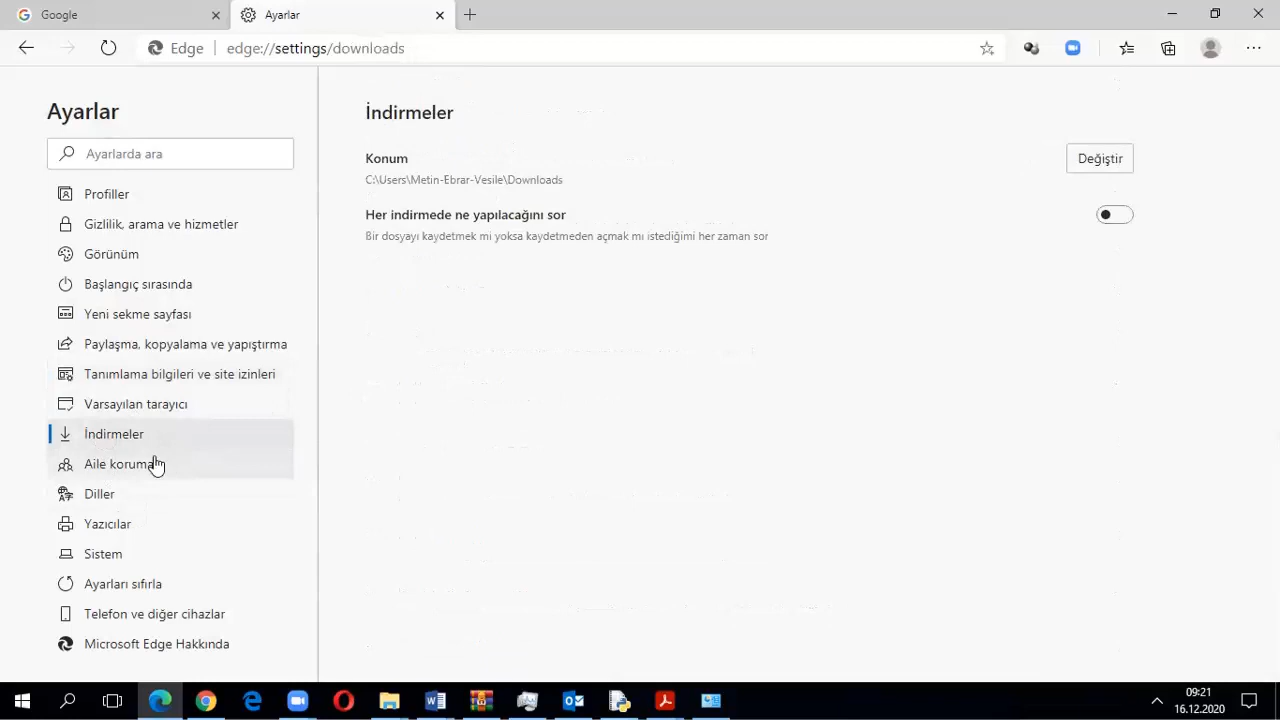 Google
Ayarlar
Edge
edge://settings/downloads
Ayarlar
Ayarlarda ara
Profiller
Gizlilik, arama ve hizmetler
Görünüm
Başlangıç sırasında
Yeni sekme sayfası
Paylaşma, kopyalama ve yapıştırma
Tanımlama bilgileri ve site izinleri
Varsayılan tarayıcı
İndirmeler
Aile koruma
Diller
Yazıcılar
Sistem
Ayarları sıfırla
Telefon ve diğer cihazlar
Microsoft Edge Hakkında
İndirmeler
Konum
C:\Users\Metin-Ebrar-Vesile\Downloads
Değiştir
Her indirmede ne yapılacağını sor
Bir dosyayı kaydetmek mi yoksa kaydetmeden açmak mı istediğimi her zaman sor
09:21
16.12.2020